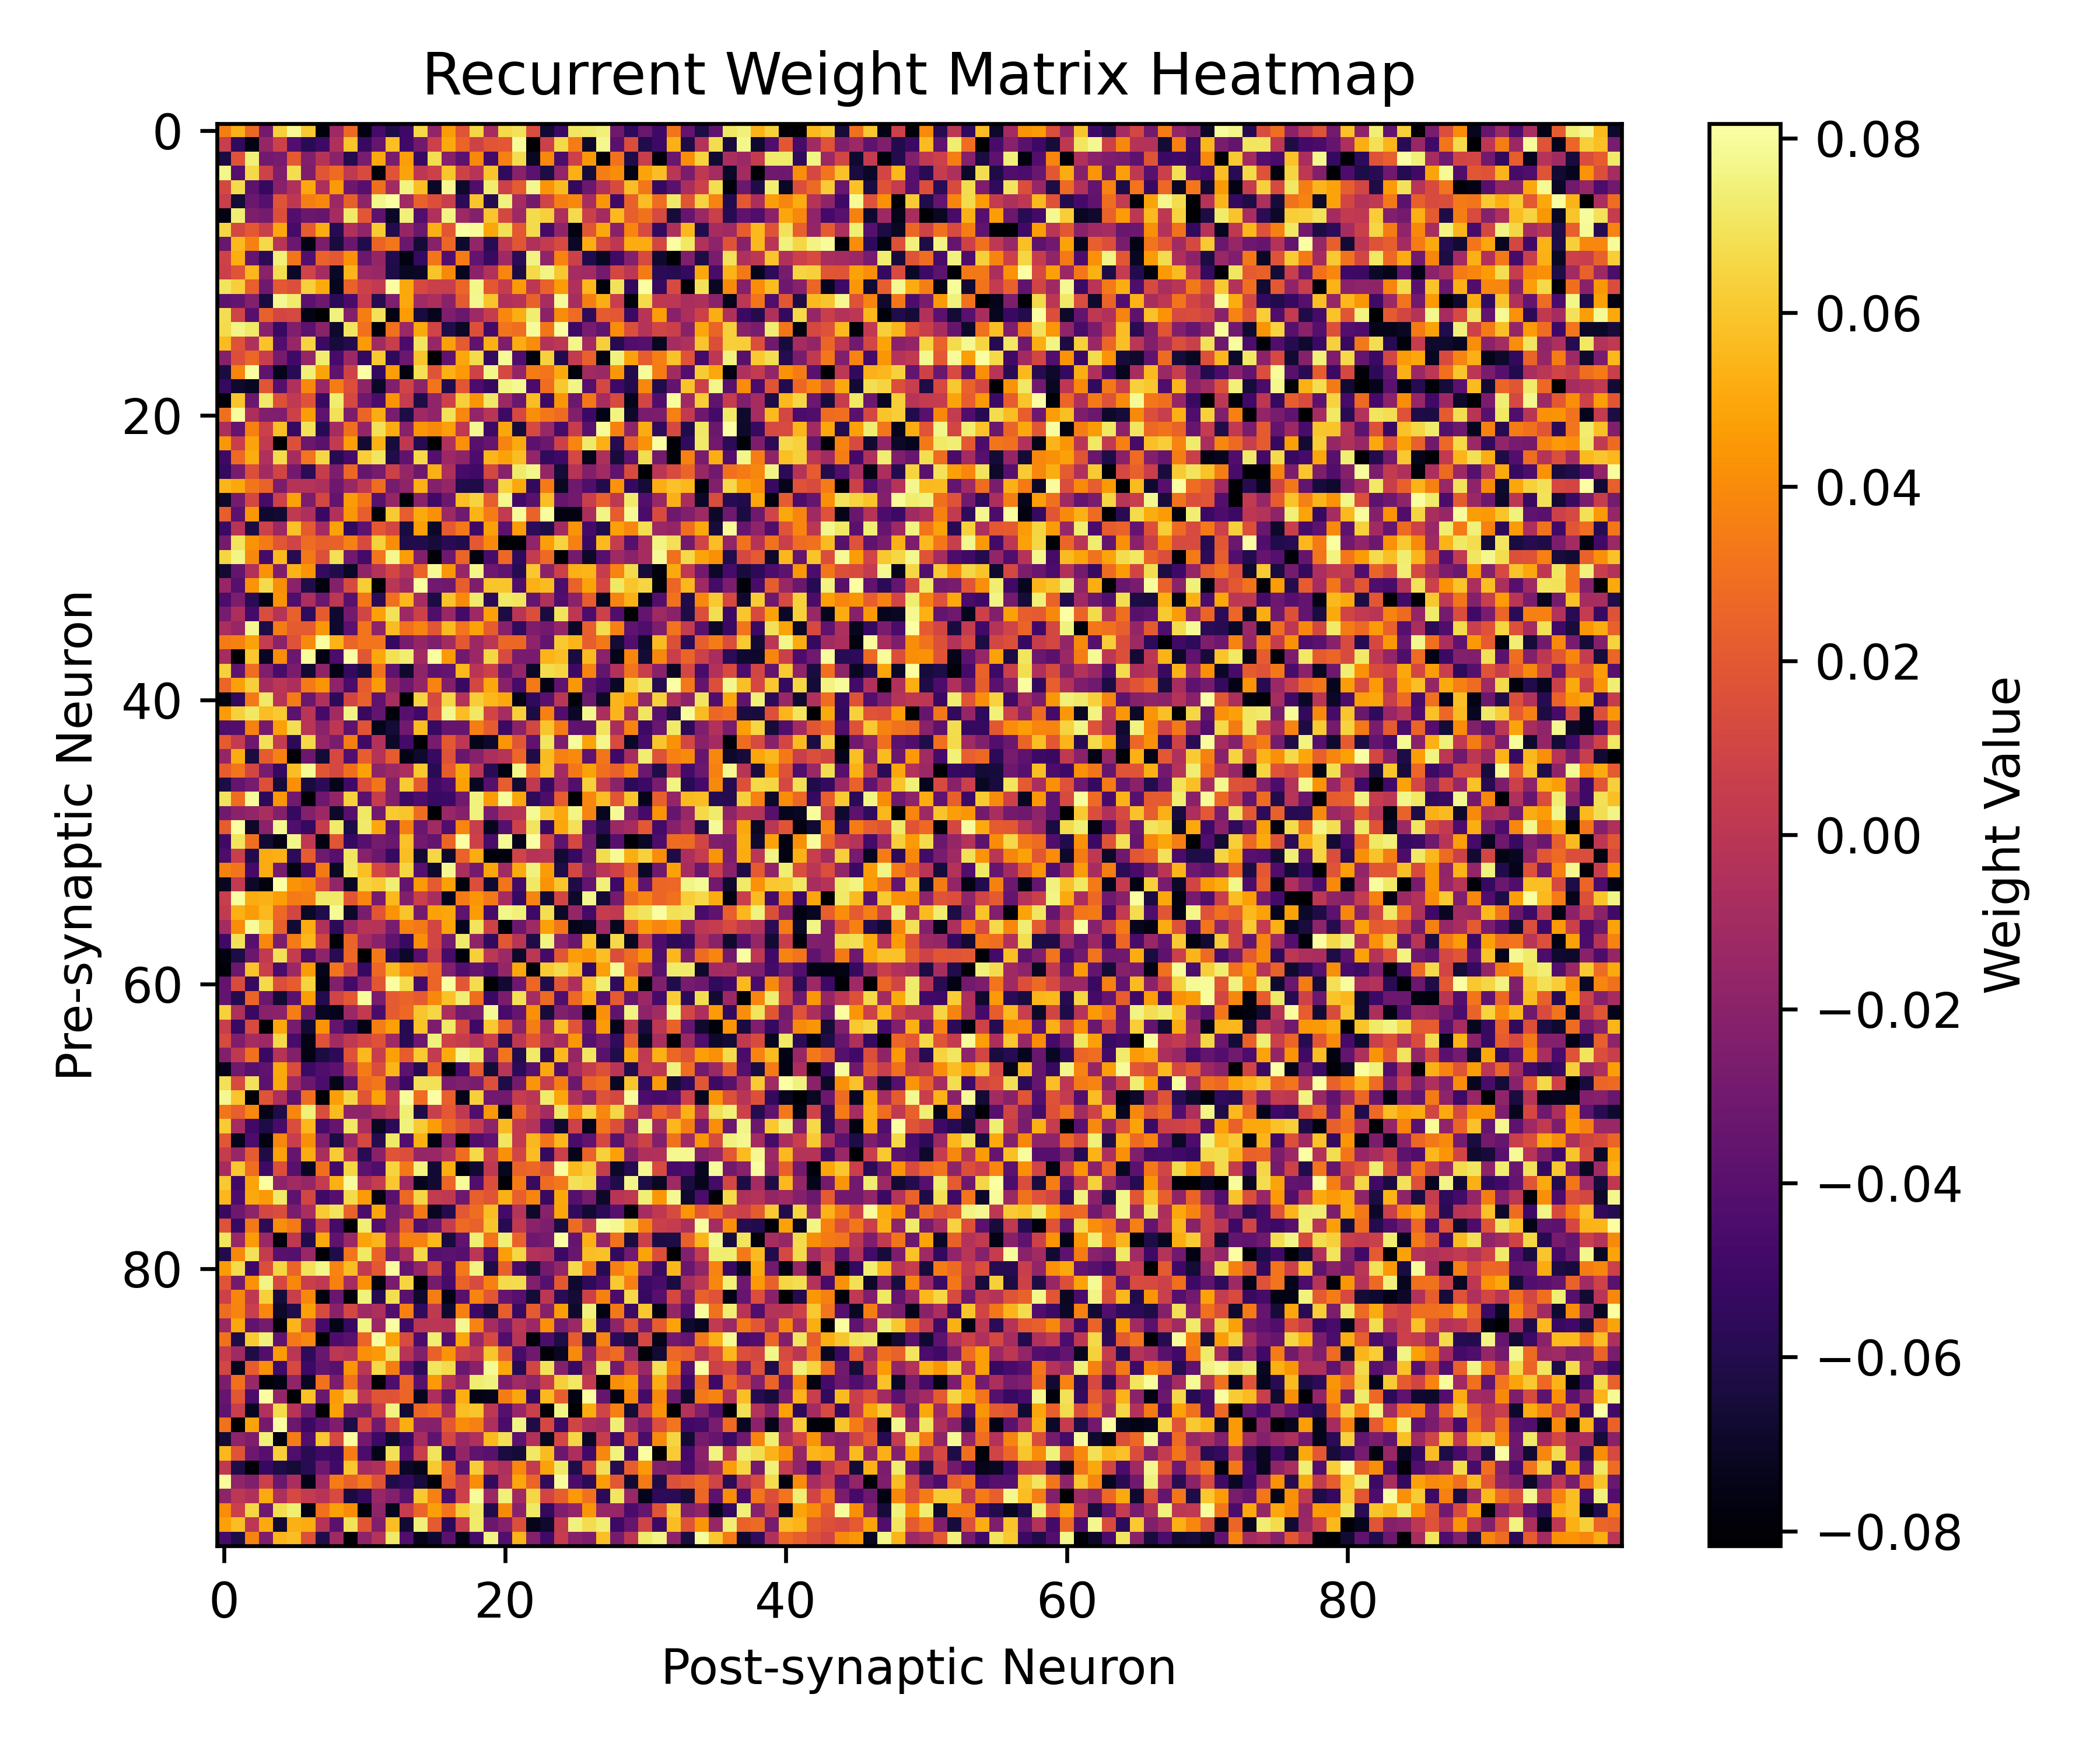 Recurrent Weight Matrix Heatmap
0
20
40
60
80
Pre-synaptic Neuron
0 20 40 60 80
Post-synaptic Neuron
0.08
0.06
0.04
0.02
0.00
−0.02
−0.04
−0.06
−0.08
Weight Value